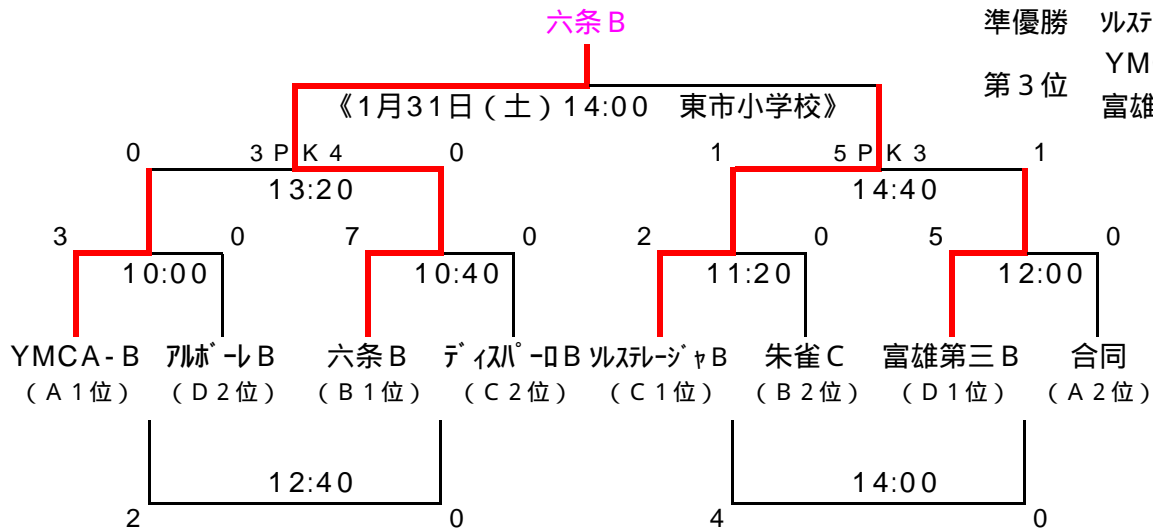 六条B
準優勝 ソルステ
YM
第3位
富雄
《1月31日(土)14:00 東市小学校》
0 3PK4 0 1 5PK3 1
13:20 14:40
3 0 7 0 2 0 5 0
10:00 10:40 11:20 12:00
YMCA-B アルボーレB 六条B ディスパーロB ソルステレージャB 朱雀C 富雄第三B 合同
(A1位) (D2位) (B1位) (C2位) (C1位) (B2位) (D1位) (A2位)
12:40 14:00
2 0 4 0